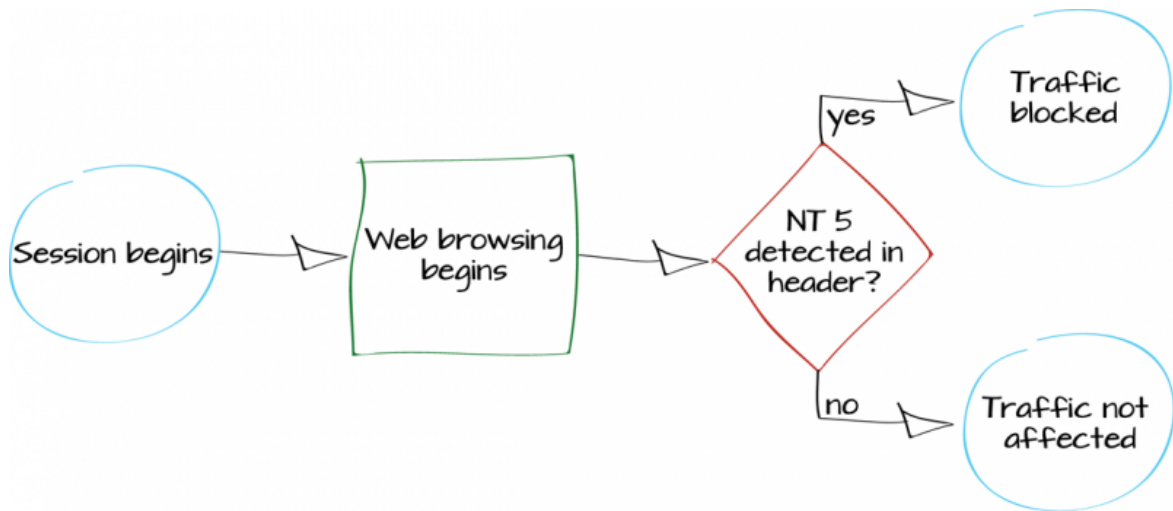 Session begins
Web browsing
begins
NT 5
detected in
header?
yes
Traffic
blocked
no
Traffic not
affected